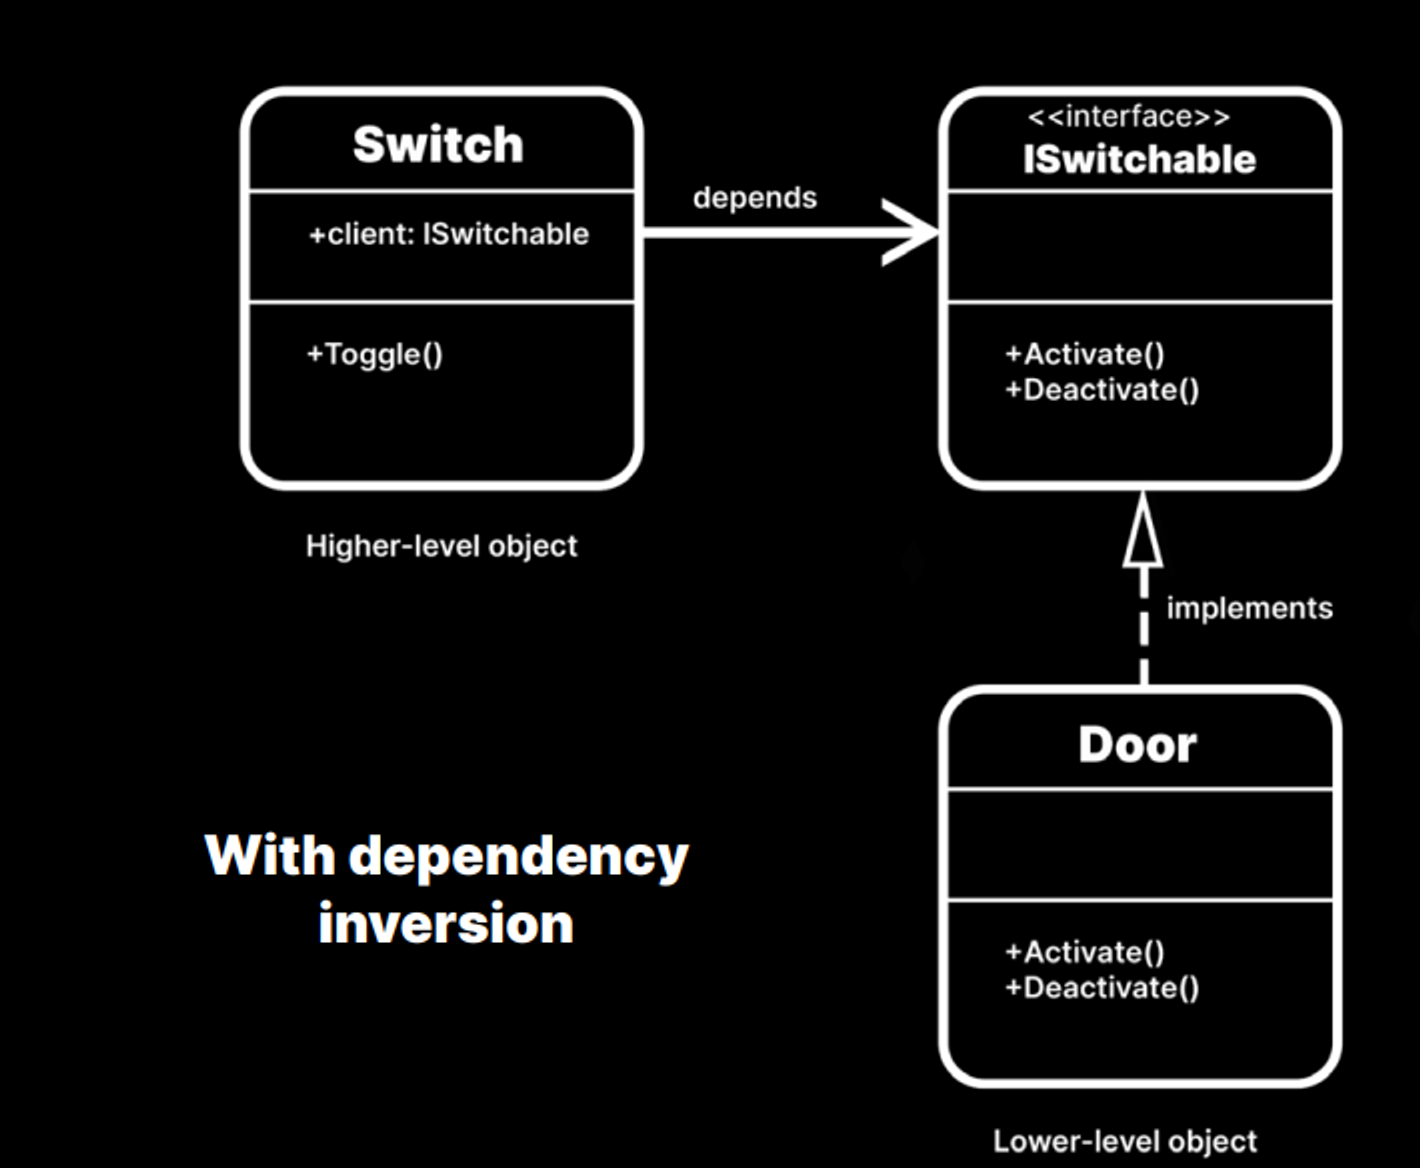 Switch
+client: ISwitchable
+Toggle()
Higher-level object
depends
<<interface>>
ISwitchable
+Activate()
+Deactivate()
implements
Door
+Activate()
+Deactivate()
Lower-level object
With dependency
inversion